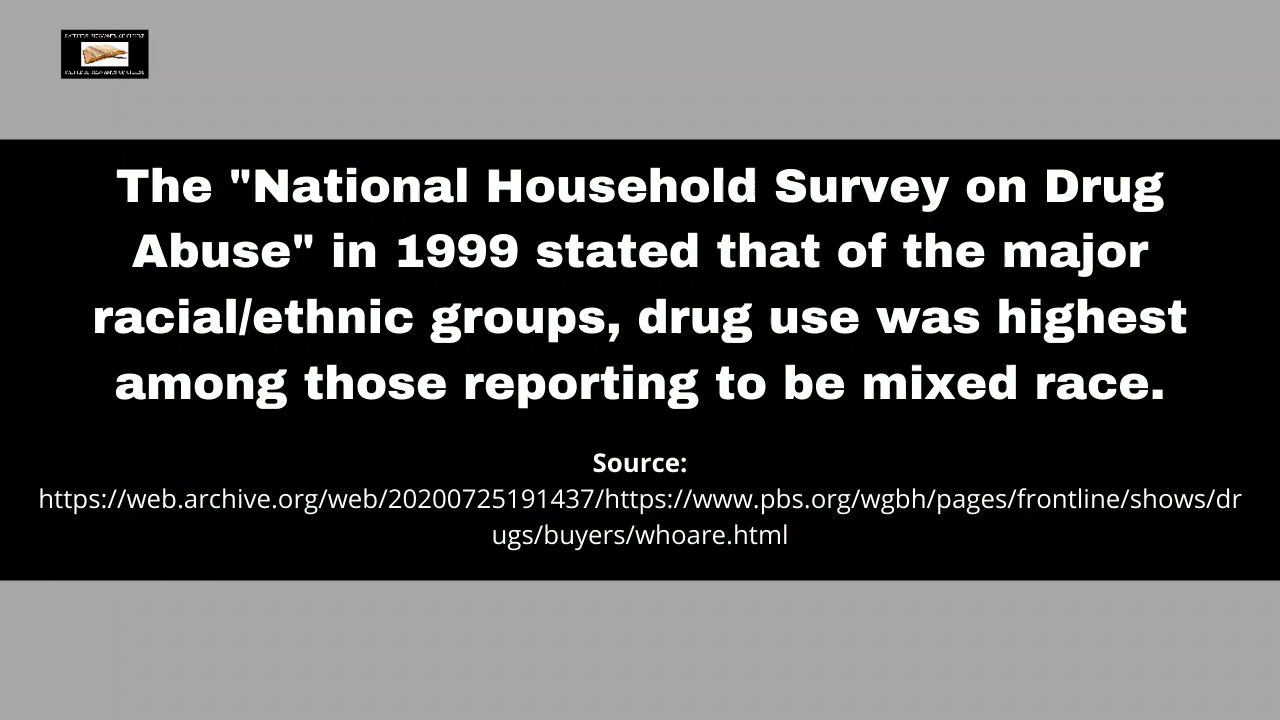 The "National Household Survey on Drug
Abuse" in 1999 stated that of the major
racial/ethnic groups, drug use was highest
among those reporting to be mixed race.
Source:
https://web.archive.org/web/20200725191437/https://www.pbs.org/wgbh/pages/frontline/shows/dr
ugs/buyers/whoare.html